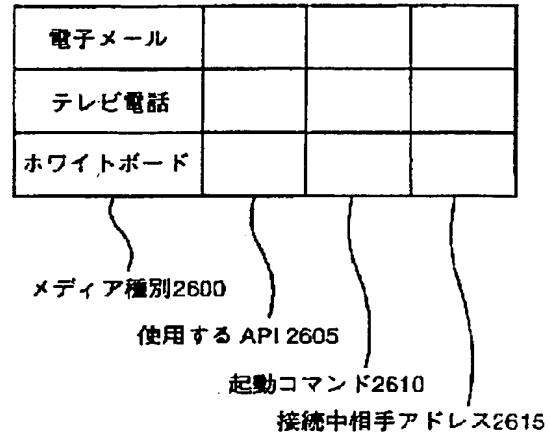 電子メール
テレビ電話
ホワイトボード
メディア種別2600
使用する API 2605
起動コマンド2610
接続中相手アドレス2615